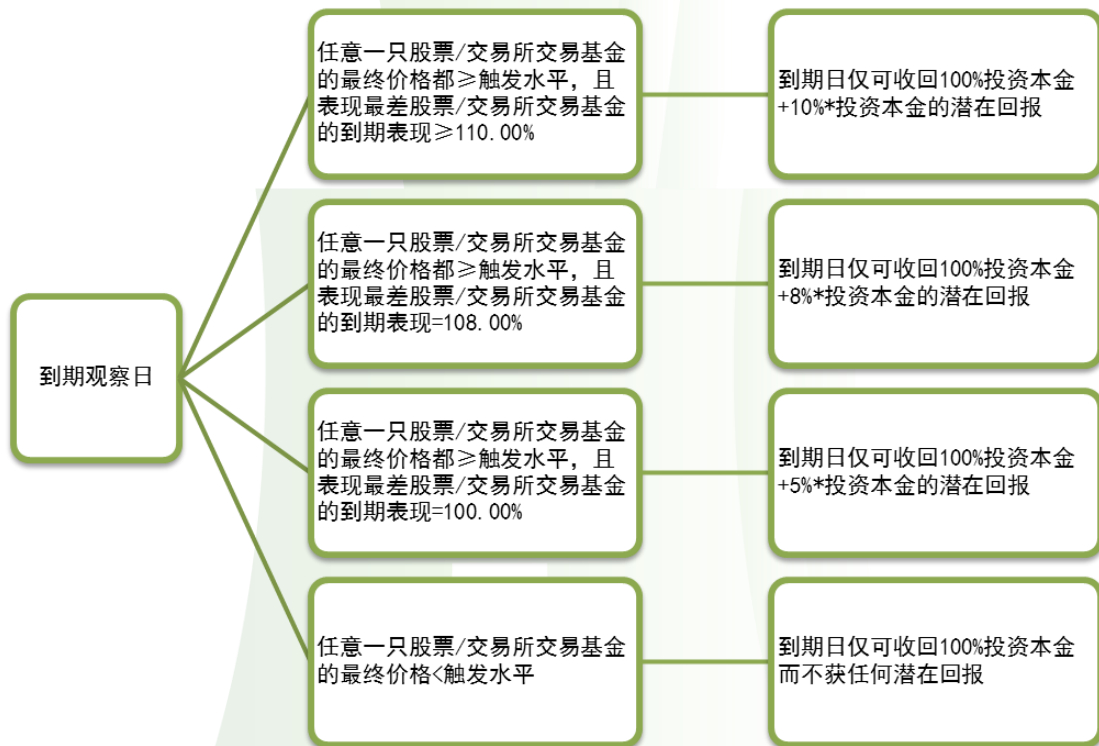 任意一只股票/交易所交易基金
的最终价格都≥触发水平，且
表现最差股票/交易所交易基金
的到期表现≥110.00%
到期日仅可收回100%投资本金
+10%*投资本金的潜在回报
任意一只股票/交易所交易基金
的最终价格都≥触发水平，且
表现最差股票/交易所交易基金
的到期表现=108.00%
到期日仅可收回100%投资本金
+8%*投资本金的潜在回报
到期观察日
任意一只股票/交易所交易基金
的最终价格都≥触发水平，且
表现最差股票/交易所交易基金
的到期表现=100.00%
到期日仅可收回100%投资本金
+5%*投资本金的潜在回报
任意一只股票/交易所交易基金
的最终价格<触发水平
到期日仅可收回100%投资本金
而不获任何潜在回报